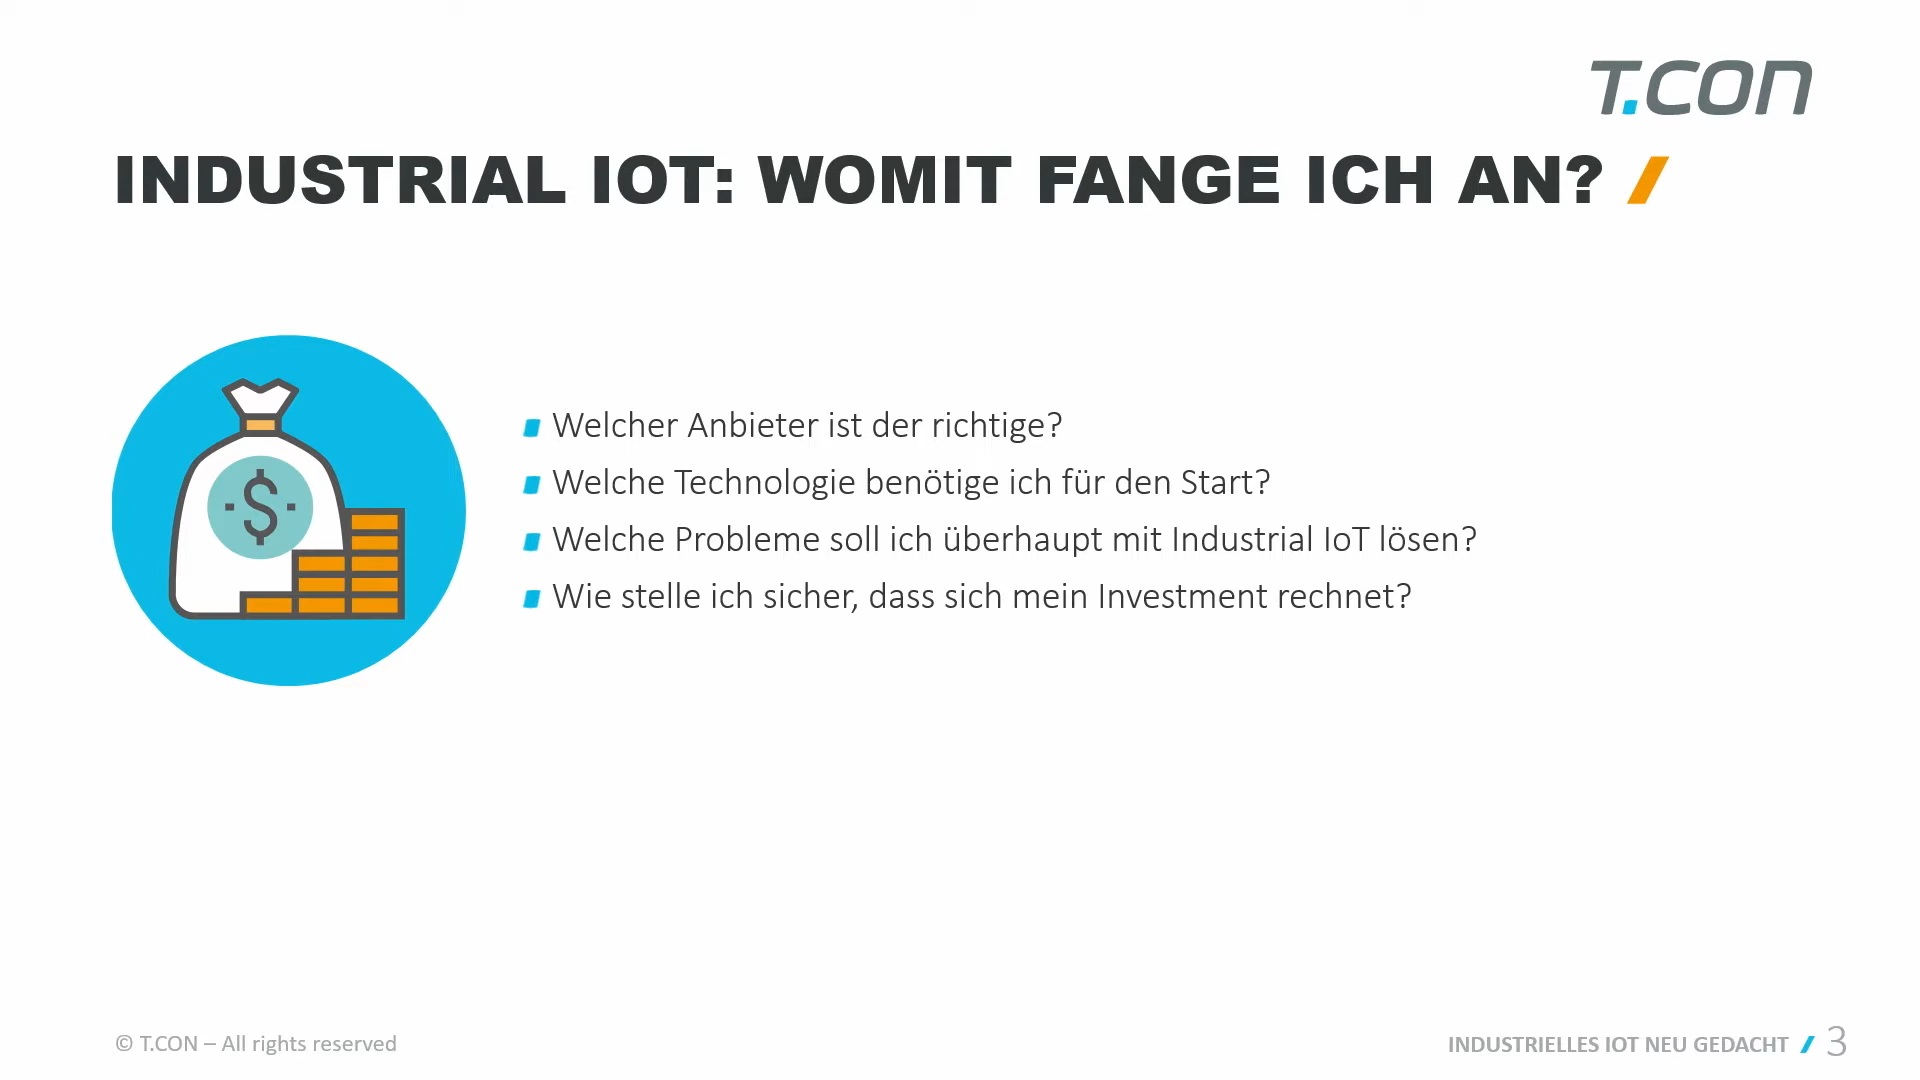 T.CON
INDUSTRIAL IOT: WOMIT FANGE ICH AN?
$
Welcher Anbieter ist der richtige?
Welche Technologie benötige ich für den Start?
Welche Probleme soll ich überhaupt mit Industrial IoT lösen?
Wie stelle ich sicher, dass sich mein Investment rechnet?
© T.CON – All rights reserved
INDUSTRIELLES IOT NEU GEDACHT / 3